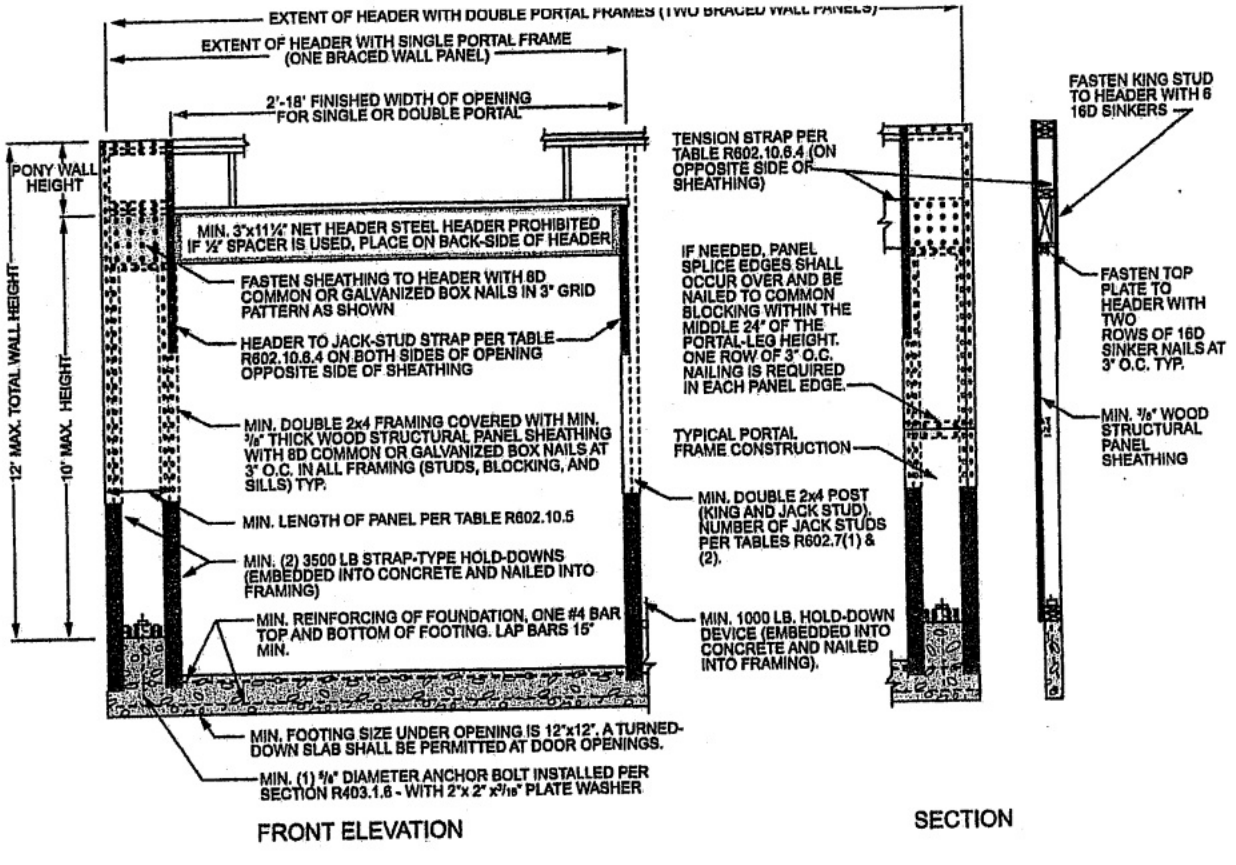 EXTENT OF HEADER WITH DOUBLE PORTAL FRAMES (TWO BRACED WALL PANELS)
EXTENT OF HEADER WITH SINGLE PORTAL FRAME
(ONE BRACED WALL PANEL)
2'-18' FINISHED WIDTH OF OPENING
FOR SINGLE OR DOUBLE PORTAL
PONY WALL
HEIGHT
12' MAX. TOTAL WALL HEIGHT
10' MAX. HEIGHT
MIN. 3"x11¼" NET HEADER STEEL HEADER PROHIBITED
IF ½" SPACER IS USED, PLACE ON BACK-SIDE OF HEADER
FASTEN SHEATHING TO HEADER WITH 8D
COMMON OR GALVANIZED BOX NAILS IN 3" GRID
PATTERN AS SHOWN
HEADER TO JACK-STUD STRAP PER TABLE
R602.10.6.4 ON BOTH SIDES OF OPENING
OPPOSITE SIDE OF SHEATHING
MIN. DOUBLE 2x4 FRAMING COVERED WITH MIN.
3/8" THICK WOOD STRUCTURAL PANEL SHEATHING
WITH 8D COMMON OR GALVANIZED BOX NAILS AT
3" O.C. IN ALL FRAMING (STUDS, BLOCKING, AND
SILLS) TYP.
MIN. LENGTH OF PANEL PER TABLE R602.10.5
MIN. (2) 3500 LB STRAP-TYPE HOLD-DOWNS
(EMBEDDED INTO CONCRETE AND NAILED INTO
FRAMING)
MIN. REINFORCING OF FOUNDATION, ONE #4 BAR
TOP AND BOTTOM OF FOOTING. LAP BARS 15"
MIN.
MIN. FOOTING SIZE UNDER OPENING IS 12"x12". A TURNED-
DOWN SLAB SHALL BE PERMITTED AT DOOR OPENINGS.
MIN. (1) 5/8" DIAMETER ANCHOR BOLT INSTALLED PER
SECTION R403.1.6 - WITH 2"x 2" x3/16" PLATE WASHER
FRONT ELEVATION
TENSION STRAP PER
TABLE R602.10.6.4 (ON
OPPOSITE SIDE OF
SHEATHING)
IF NEEDED, PANEL
SPLICE EDGES SHALL
OCCUR OVER AND BE
NAILED TO COMMON
BLOCKING WITHIN THE
MIDDLE 24" OF THE
PORTAL-LEG HEIGHT.
ONE ROW OF 3" O.C.
NAILING IS REQUIRED
IN EACH PANEL EDGE.
TYPICAL PORTAL
FRAME CONSTRUCTION
MIN. DOUBLE 2x4 POST
(KING AND JACK STUD).
NUMBER OF JACK STUDS
PER TABLES R602.7(1) &
(2).
MIN. 1000 LB. HOLD-DOWN
DEVICE (EMBEDDED INTO
CONCRETE AND NAILED
INTO FRAMING).
FASTEN KING STUD
TO HEADER WITH 6
16D SINKERS
FASTEN TOP
PLATE TO
HEADER WITH
TWO
ROWS OF 16D
SINKER NAILS AT
3" O.C. TYP.
MIN. 3/8" WOOD
STRUCTURAL
PANEL
SHEATHING
SECTION